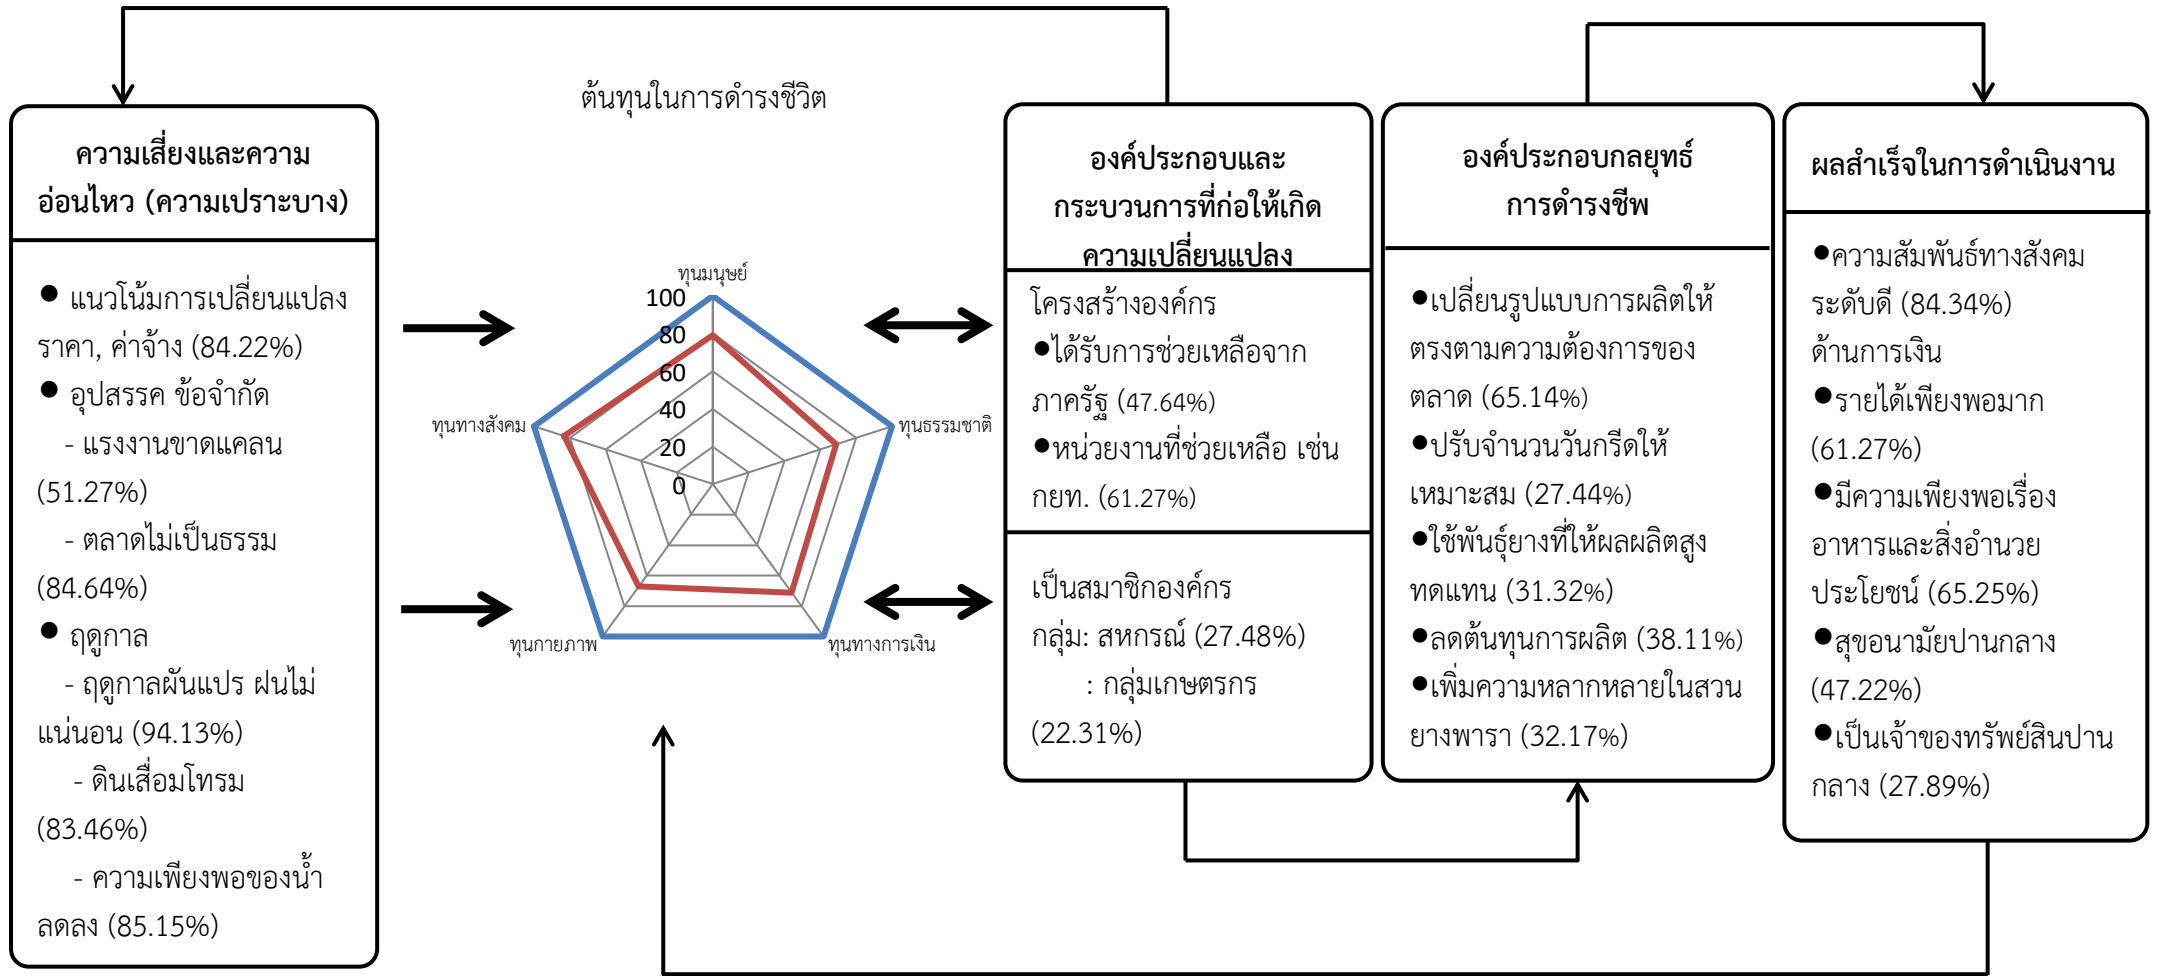 ต้นทุนในการดำรงชีวิต
ความเสี่ยงและความ
อ่อนไหว (ความเปราะบาง)
● แนวโน้มการเปลี่ยนแปลง
ราคา, ค่าจ้าง (84.22%)
● อุปสรรค ข้อจำกัด
- แรงงานขาดแคลน
(51.27%)
- ตลาดไม่เป็นธรรม
(84.64%)
● ฤดูกาล
- ฤดูกาลผันแปร ฝนไม่
แน่นอน (94.13%)
- ดินเสื่อมโทรม
(83.46%)
- ความเพียงพอของน้ำ
ลดลง (85.15%)
ทุนมนุษย์
100
80
60
40
20
0
ทุนธรรมชาติ
ทุนทางสังคม
ทุนกายภาพ
ทุนทางการเงิน
องค์ประกอบและ
กระบวนการที่ก่อให้เกิด
ความเปลี่ยนแปลง
โครงสร้างองค์กร
●ได้รับการช่วยเหลือจาก
ภาครัฐ (47.64%)
●หน่วยงานที่ช่วยเหลือ เช่น
กยท. (61.27%)
เป็นสมาชิกองค์กร
กลุ่ม: สหกรณ์ (27.48%)
: กลุ่มเกษตรกร
(22.31%)
องค์ประกอบกลยุทธ์
การดำรงชีพ
●เปลี่ยนรูปแบบการผลิตให้
ตรงตามความต้องการของ
ตลาด (65.14%)
●ปรับจำนวนวันกรีดให้
เหมาะสม (27.44%)
●ใช้พันธุ์ยางที่ให้ผลผลิตสูง
ทดแทน (31.32%)
●ลดต้นทุนการผลิต (38.11%)
●เพิ่มความหลากหลายในสวน
ยางพารา (32.17%)
ผลสำเร็จในการดำเนินงาน
●ความสัมพันธ์ทางสังคม
ระดับดี (84.34%)
ด้านการเงิน
●รายได้เพียงพอมาก
(61.27%)
●มีความเพียงพอเรื่อง
อาหารและสิ่งอำนวย
ประโยชน์ (65.25%)
●สุขอนามัยปานกลาง
(47.22%)
●เป็นเจ้าของทรัพย์สินปาน
กลาง (27.89%)